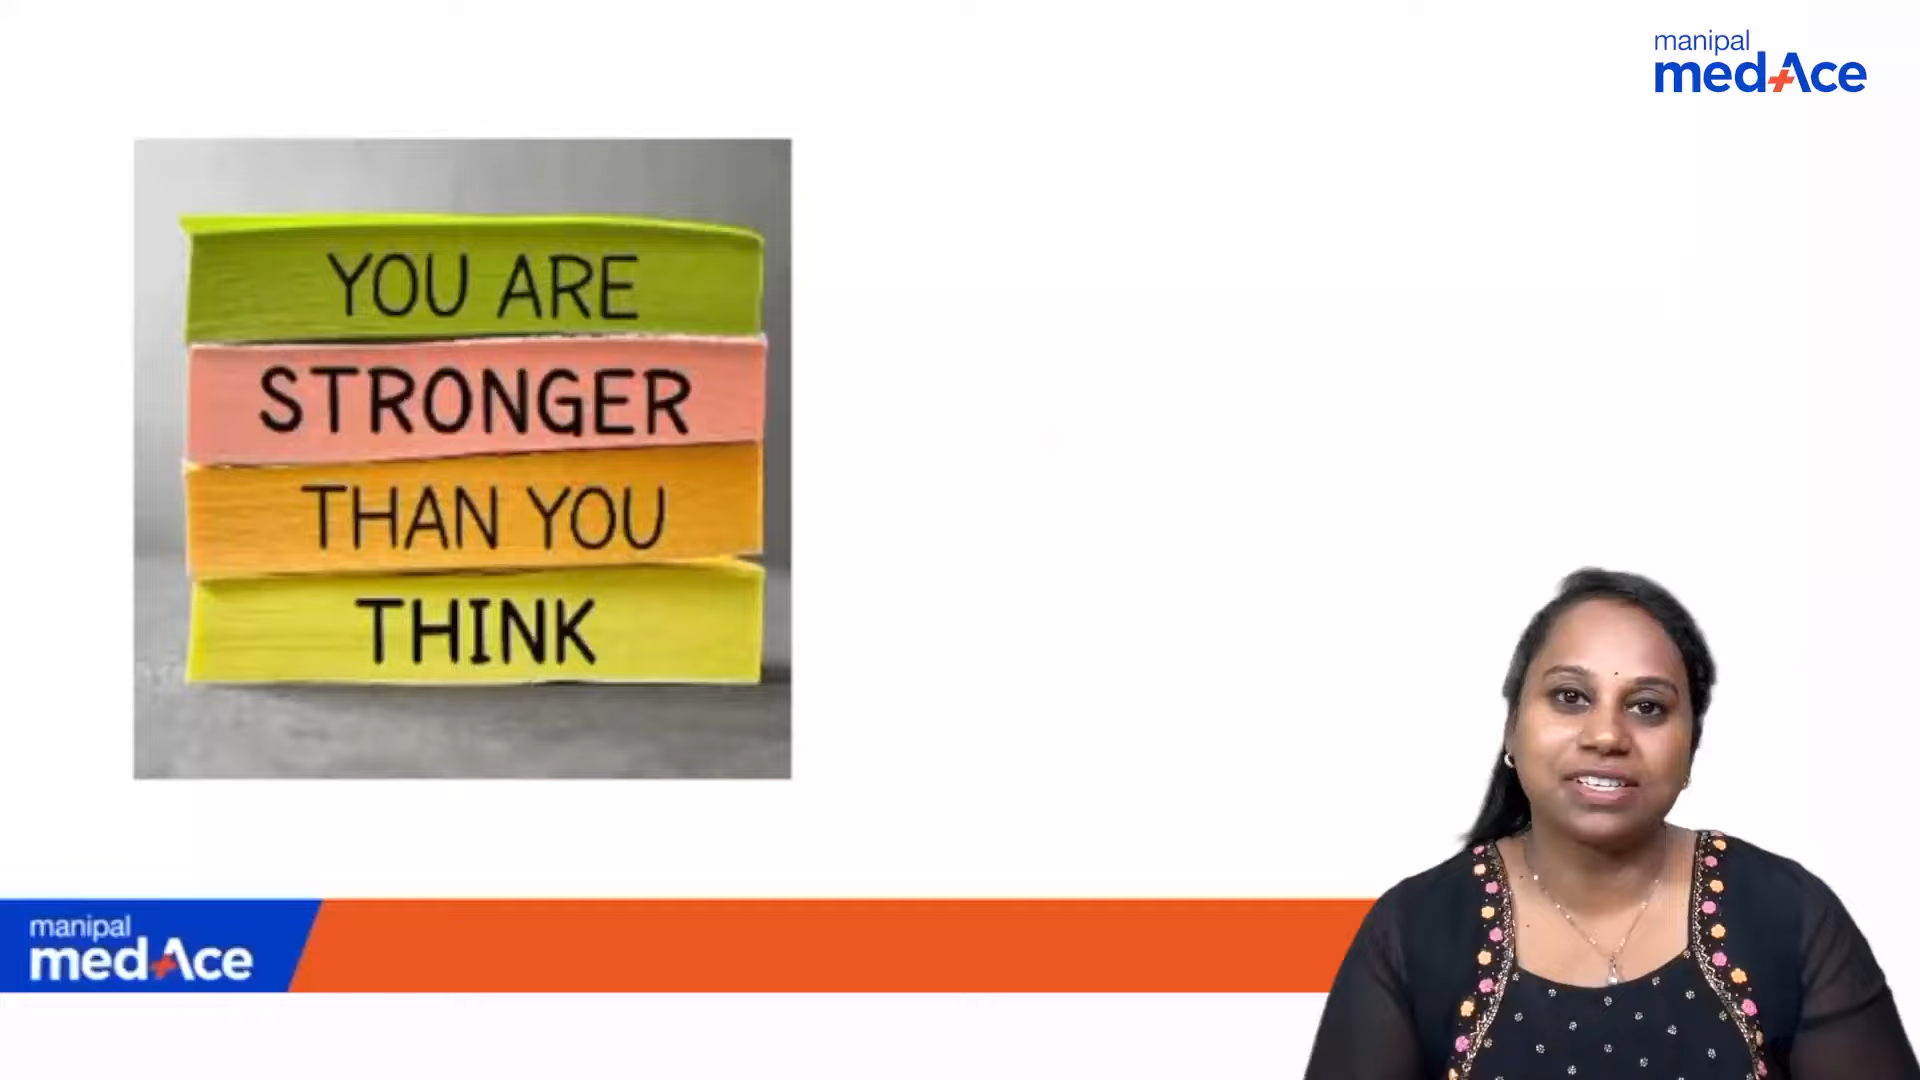 manipal
medAce
YOU ARE
STRONGER
THAN YOU
THINK
manipal
medAce